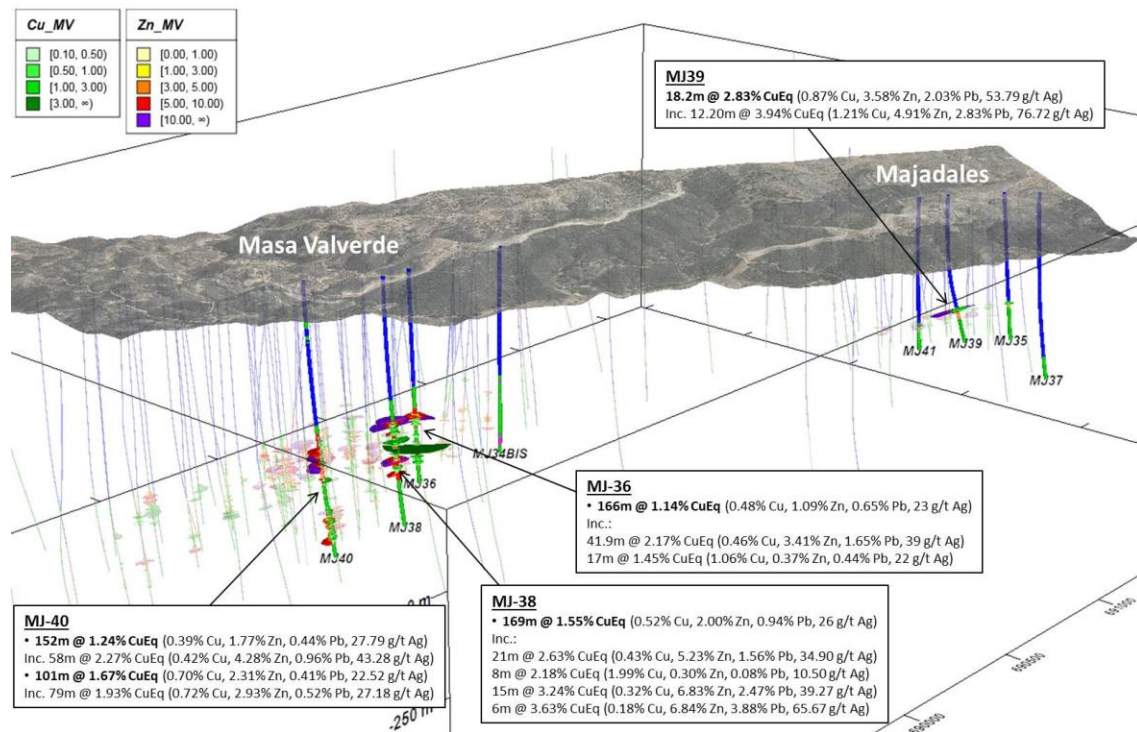 Cu_MV
[0.10, 0.50)
[0.50, 1.00)
[1.00, 3.00)
[3.00, ∞)
Zn_MV
[0.00, 1.00)
[1.00, 3.00)
[3.00, 5.00)
[5.00, 10.00)
[10.00, ∞)
MJ39
18.2m @ 2.83% CuEq (0.87% Cu, 3.58% Zn, 2.03% Pb, 53.79 g/t Ag)
Inc. 12.20m @ 3.94% CuEq (1.21% Cu, 4.91% Zn, 2.83% Pb, 76.72 g/t Ag)
Majadales
Masa Valverde
MJ41
MJ39
MJ35
MJ37
MJ34BIS
MJ36
MJ38
MJ40
MJ-36
• 166m @ 1.14% CuEq (0.48% Cu, 1.09% Zn, 0.65% Pb, 23 g/t Ag)
Inc.:
41.9m @ 2.17% CuEq (0.46% Cu, 3.41% Zn, 1.65% Pb, 39 g/t Ag)
17m @ 1.45% CuEq (1.06% Cu, 0.37% Zn, 0.44% Pb, 22 g/t Ag)
MJ-38
• 169m @ 1.55% CuEq (0.52% Cu, 2.00% Zn, 0.94% Pb, 26 g/t Ag)
Inc.:
21m @ 2.63% CuEq (0.43% Cu, 5.23% Zn, 1.56% Pb, 34.90 g/t Ag)
8m @ 2.18% CuEq (1.99% Cu, 0.30% Zn, 0.08% Pb, 10.50 g/t Ag)
15m @ 3.24% CuEq (0.32% Cu, 6.83% Zn, 2.47% Pb, 39.27 g/t Ag)
6m @ 3.63% CuEq (0.18% Cu, 6.84% Zn, 3.88% Pb, 65.67 g/t Ag)
MJ-40
• 152m @ 1.24% CuEq (0.39% Cu, 1.77% Zn, 0.44% Pb, 27.79 g/t Ag)
Inc. 58m @ 2.27% CuEq (0.42% Cu, 4.28% Zn, 0.96% Pb, 43.28 g/t Ag)
• 101m @ 1.67% CuEq (0.70% Cu, 2.31% Zn, 0.41% Pb, 22.52 g/t Ag)
Inc. 79m @ 1.93% CuEq (0.72% Cu, 2.93% Zn, 0.52% Pb, 27.18 g/t Ag)
-250 m
690000
690500
691000